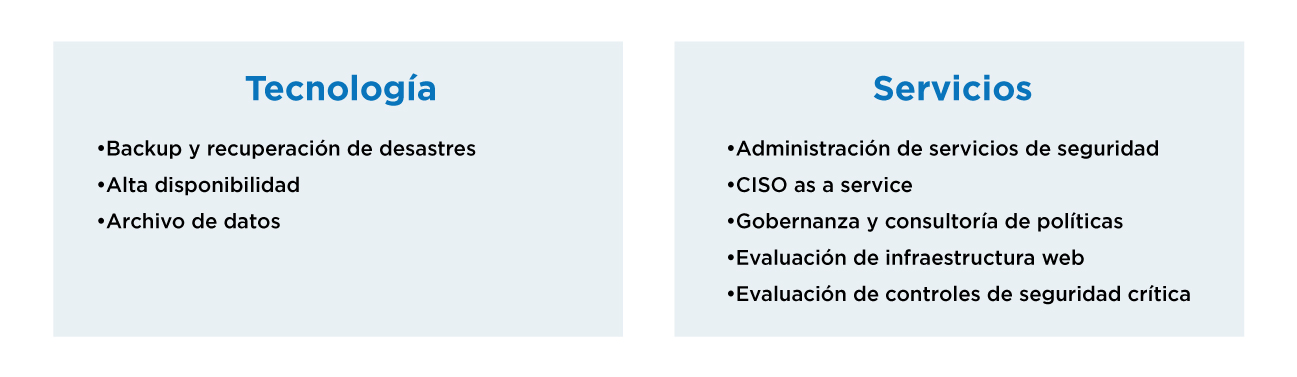 Tecnología
•Backup y recuperación de desastres
•Alta disponibilidad
•Archivo de datos
Servicios
•Administración de servicios de seguridad
•CISO as a service
•Gobernanza y consultoría de políticas
•Evaluación de infraestructura web
•Evaluación de controles de seguridad crítica